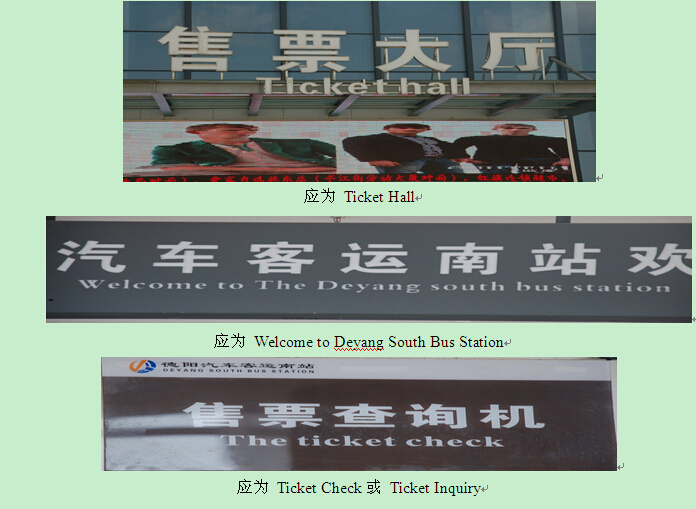 售票大厅
Ticket hall
应为 Ticket Hall
汽车客运南站欢
Welcome to The Deyang south bus station
应为 Welcome to Deyang South Bus Station
德阳汽车客运南站
DEYANG SOUTH BUS STATION
售票查询机
The ticket check
应为 Ticket Check 或 Ticket Inquiry